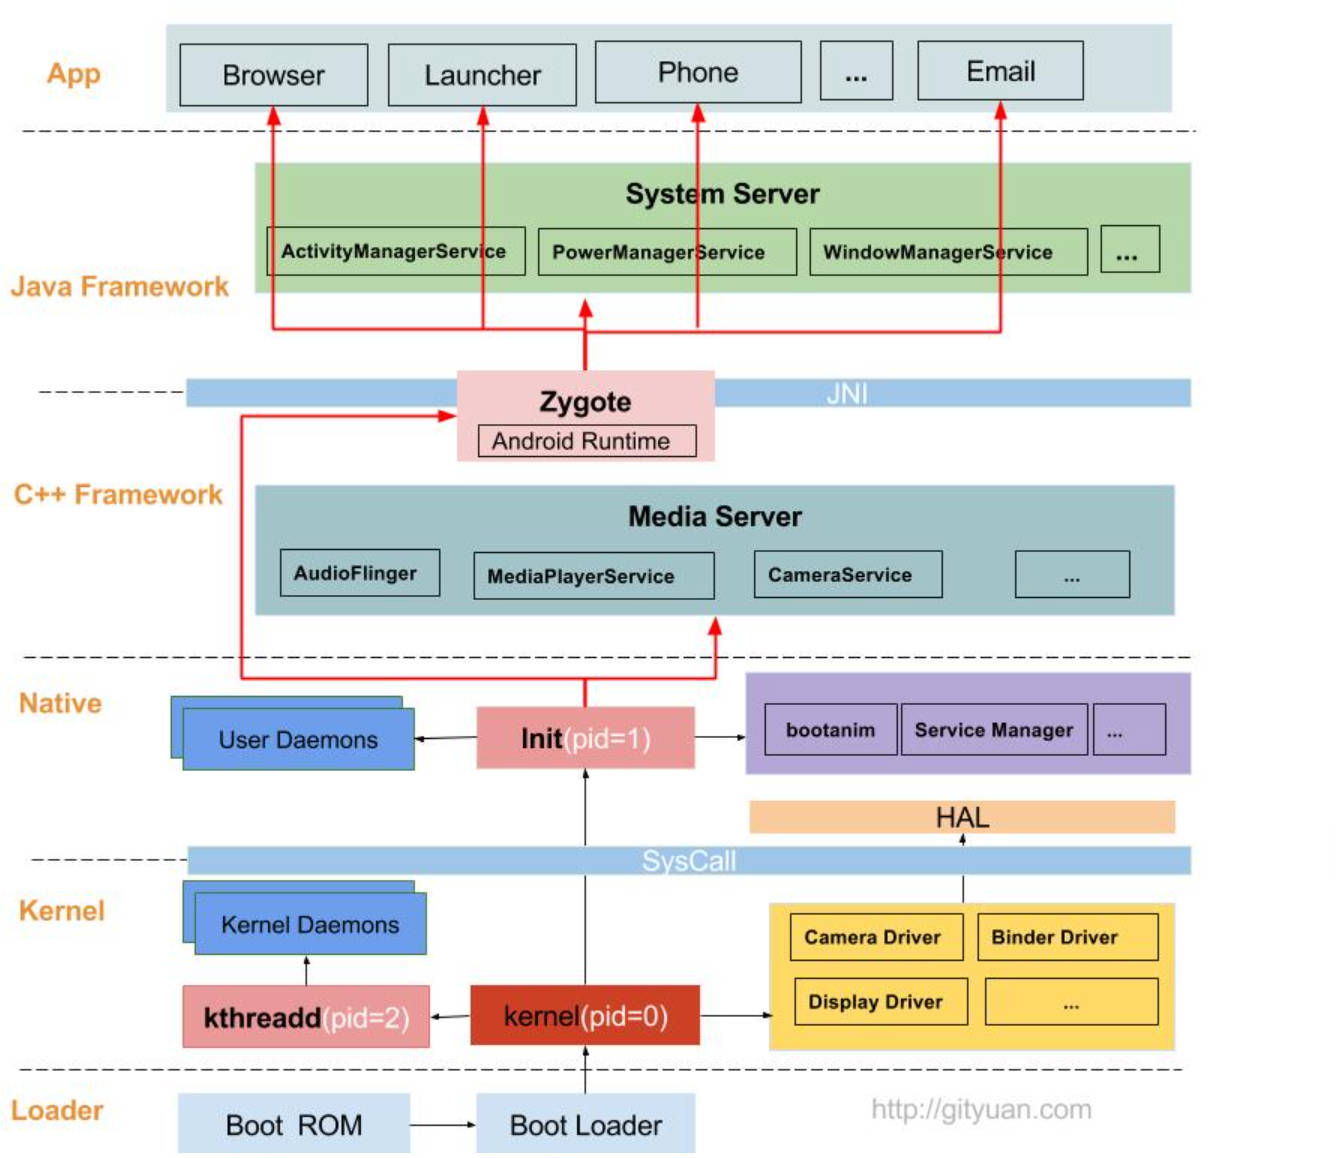 App
Browser
Launcher
Phone
...
Email
System Server
ActivityManagerService
PowerManagerService
WindowManagerService
...
Java Framework
JNI
Zygote
Android Runtime
C++ Framework
Media Server
AudioFlinger
MediaPlayerService
CameraService
...
Native
User Daemons
Init(pid=1)
bootanim
Service Manager
...
HAL
SysCall
Kernel
Kernel Daemons
Camera Driver
Binder Driver
kthreadd(pid=2)
kernel(pid=0)
Display Driver
...
Loader
Boot ROM
Boot Loader
http://gityuan.com